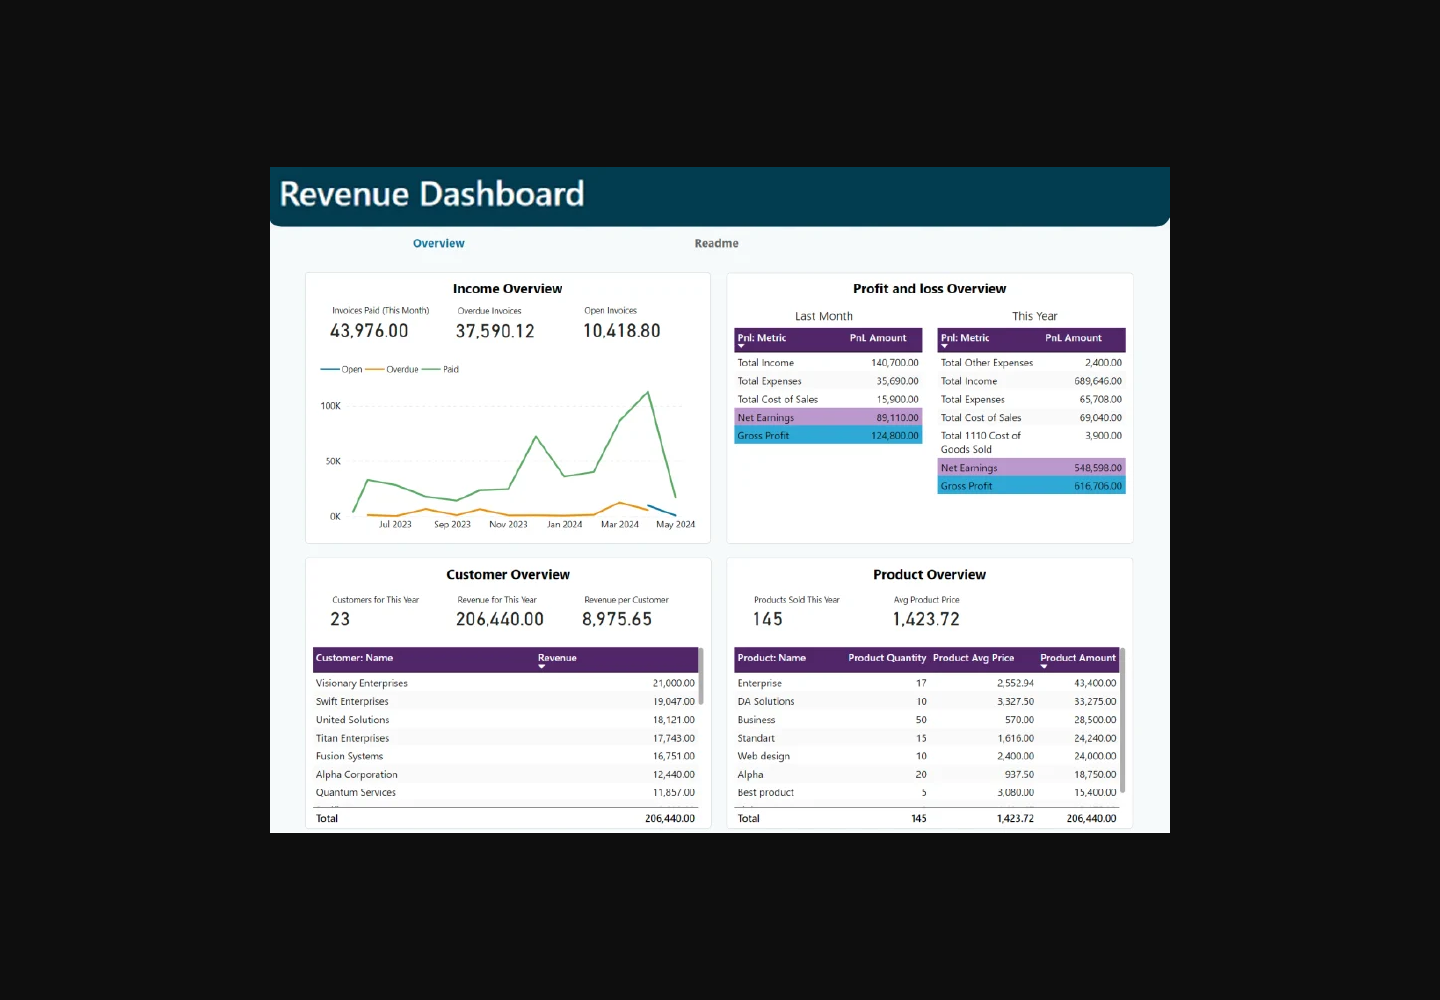 Revenue Dashboard
Overview Readme
Income Overview
Invoices Paid (This Month) Overdue Invoices Open Invoices
43,976.00 37,590.12 10,418.80
Open Overdue Paid
100K
50K
0K
Jul 2023 Sep 2023 Nov 2023 Jan 2024 Mar 2024 May 2024
Profit and loss Overview
Last Month
Pnl: Metric PnL Amount
Total Income 140,700.00
Total Expenses 35,690.00
Total Cost of Sales 15,900.00
Net Earnings 89,110.00
Gross Profit 124,800.00
This Year
Pnl: Metric PnL Amount
Total Other Expenses 2,400.00
Total Income 689,646.00
Total Expenses 65,708.00
Total Cost of Sales 69,040.00
Total 1110 Cost of 3,900.00
Goods Sold
Net Earnings 548,598.00
Gross Profit 616,706.00
Customer Overview
Customers for This Year Revenue for This Year Revenue per Customer
23 206,440.00 8,975.65
Customer: Name Revenue
Visionary Enterprises 21,000.00
Swift Enterprises 19,047.00
United Solutions 18,121.00
Titan Enterprises 17,743.00
Fusion Systems 16,751.00
Alpha Corporation 12,440.00
Quantum Services 11,857.00
Total 206,440.00
Product Overview
Products Sold This Year Avg Product Price
145 1,423.72
Product: Name Product Quantity Product Avg Price Product Amount
Enterprise 17 2,552.94 43,400.00
DA Solutions 10 3,327.50 33,275.00
Business 50 570.00 28,500.00
Standart 15 1,616.00 24,240.00
Web design 10 2,400.00 24,000.00
Alpha 20 937.50 18,750.00
Best product 5 3,080.00 15,400.00
Total 145 1,423.72 206,440.00